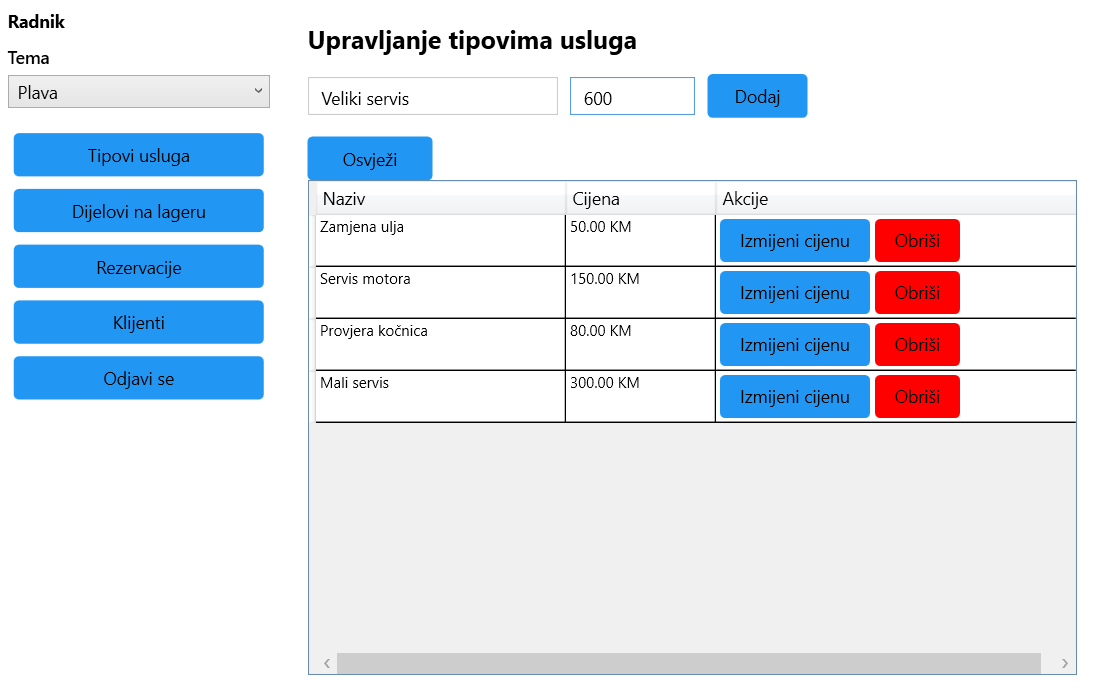 Radnik
Tema
Plava
Tipovi usluga
Dijelovi na lageru
Rezervacije
Klijenti
Odjavi se
Upravljanje tipovima usluga
Veliki servis 600 Dodaj
Osvježi
Naziv Cijena Akcije
Zamjena ulja 50.00 KM Izmijeni cijenu Obriši
Servis motora 150.00 KM Izmijeni cijenu Obriši
Provjera kočnica 80.00 KM Izmijeni cijenu Obriši
Mali servis 300.00 KM Izmijeni cijenu Obriši